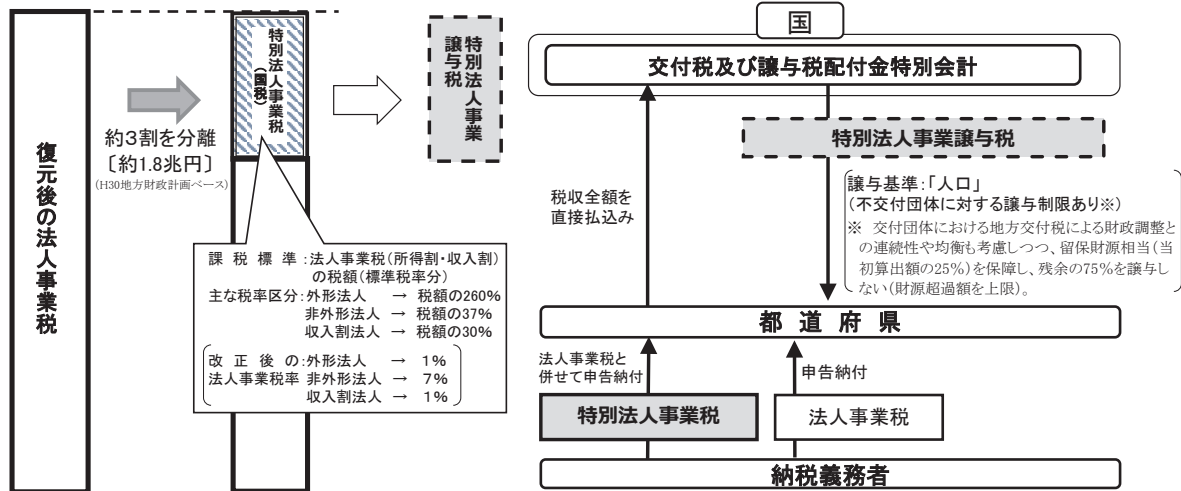 復元後の法人事業税
約3割を分離
〔約1.8兆円〕
(H30地方財政計画ベース)
特別法人事業税
(国税)
特別法人事業
譲与税
課税標準:法人事業税(所得割・収入割)
の税額(標準税率分)
主な税率区分:外形法人 → 税額の260%
非外形法人 → 税額の37%
収入割法人 → 税額の30%
改正後の:外形法人 → 1%
法人事業税率 非外形法人 → 7%
収入割法人 → 1%
国
交付税及び譲与税配付金特別会計
特別法人事業譲与税
税収全額を
直接払込み
譲与基準:「人口」
(不交付団体に対する譲与制限あり※)
※ 交付団体における地方交付税による財政調整と
の連続性や均衡も考慮しつつ、留保財源相当(当
初算出額の25%)を保障し、残余の75%を譲与し
ない(財源超過額を上限)。
都道府県
法人事業税と
併せて申告納付
申告納付
特別法人事業税
法人事業税
納税義務者